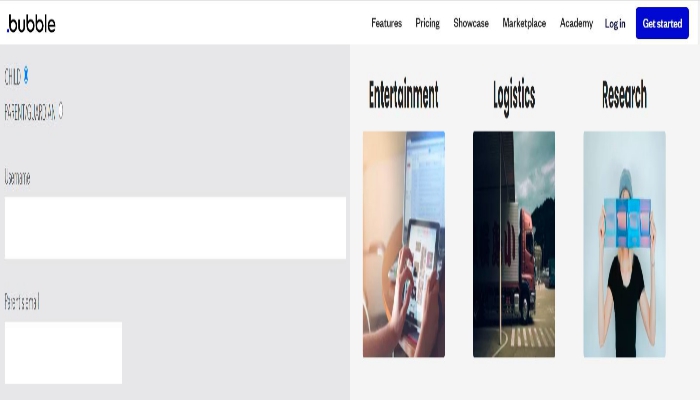 .bubble
Features Pricing Showcase Marketplace Academy Log in Get started
CHILD
PARENT/GUARDIAN
Username
Parent's email
Entertainment Logistics Research